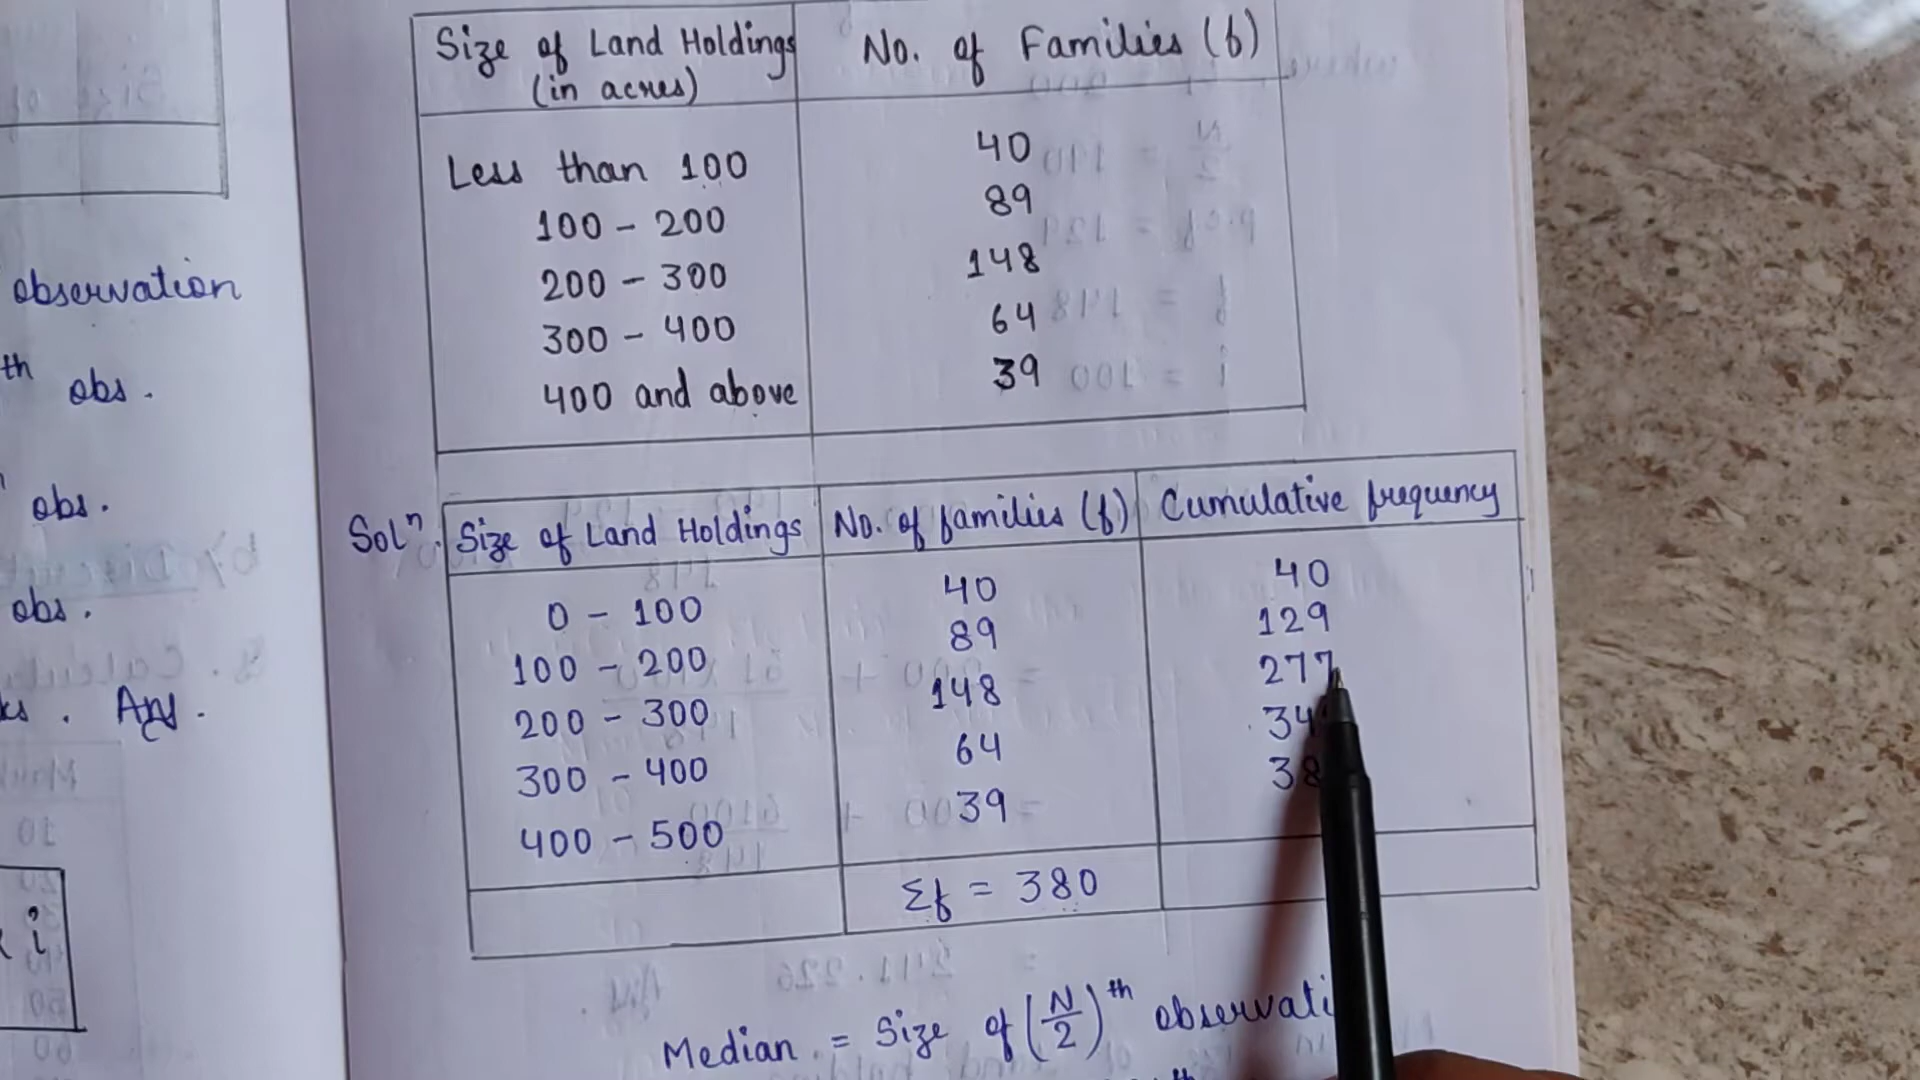 Size of Land Holdings No. of Families (f)
(in acres)
Less than 100 40
100 - 200 89
200 - 300 148
300 - 400 64
400 and above 39
observation
th obs.
obs.
obs.
Ans.
i
Solⁿ. Size of Land Holdings No. of families (f) Cumulative frequency
0 - 100 40 40
100 - 200 89 129
200 - 300 148 277
300 - 400 64 34
400 - 500 39 38
Σf = 380
Median = Size of (N/2)th observati